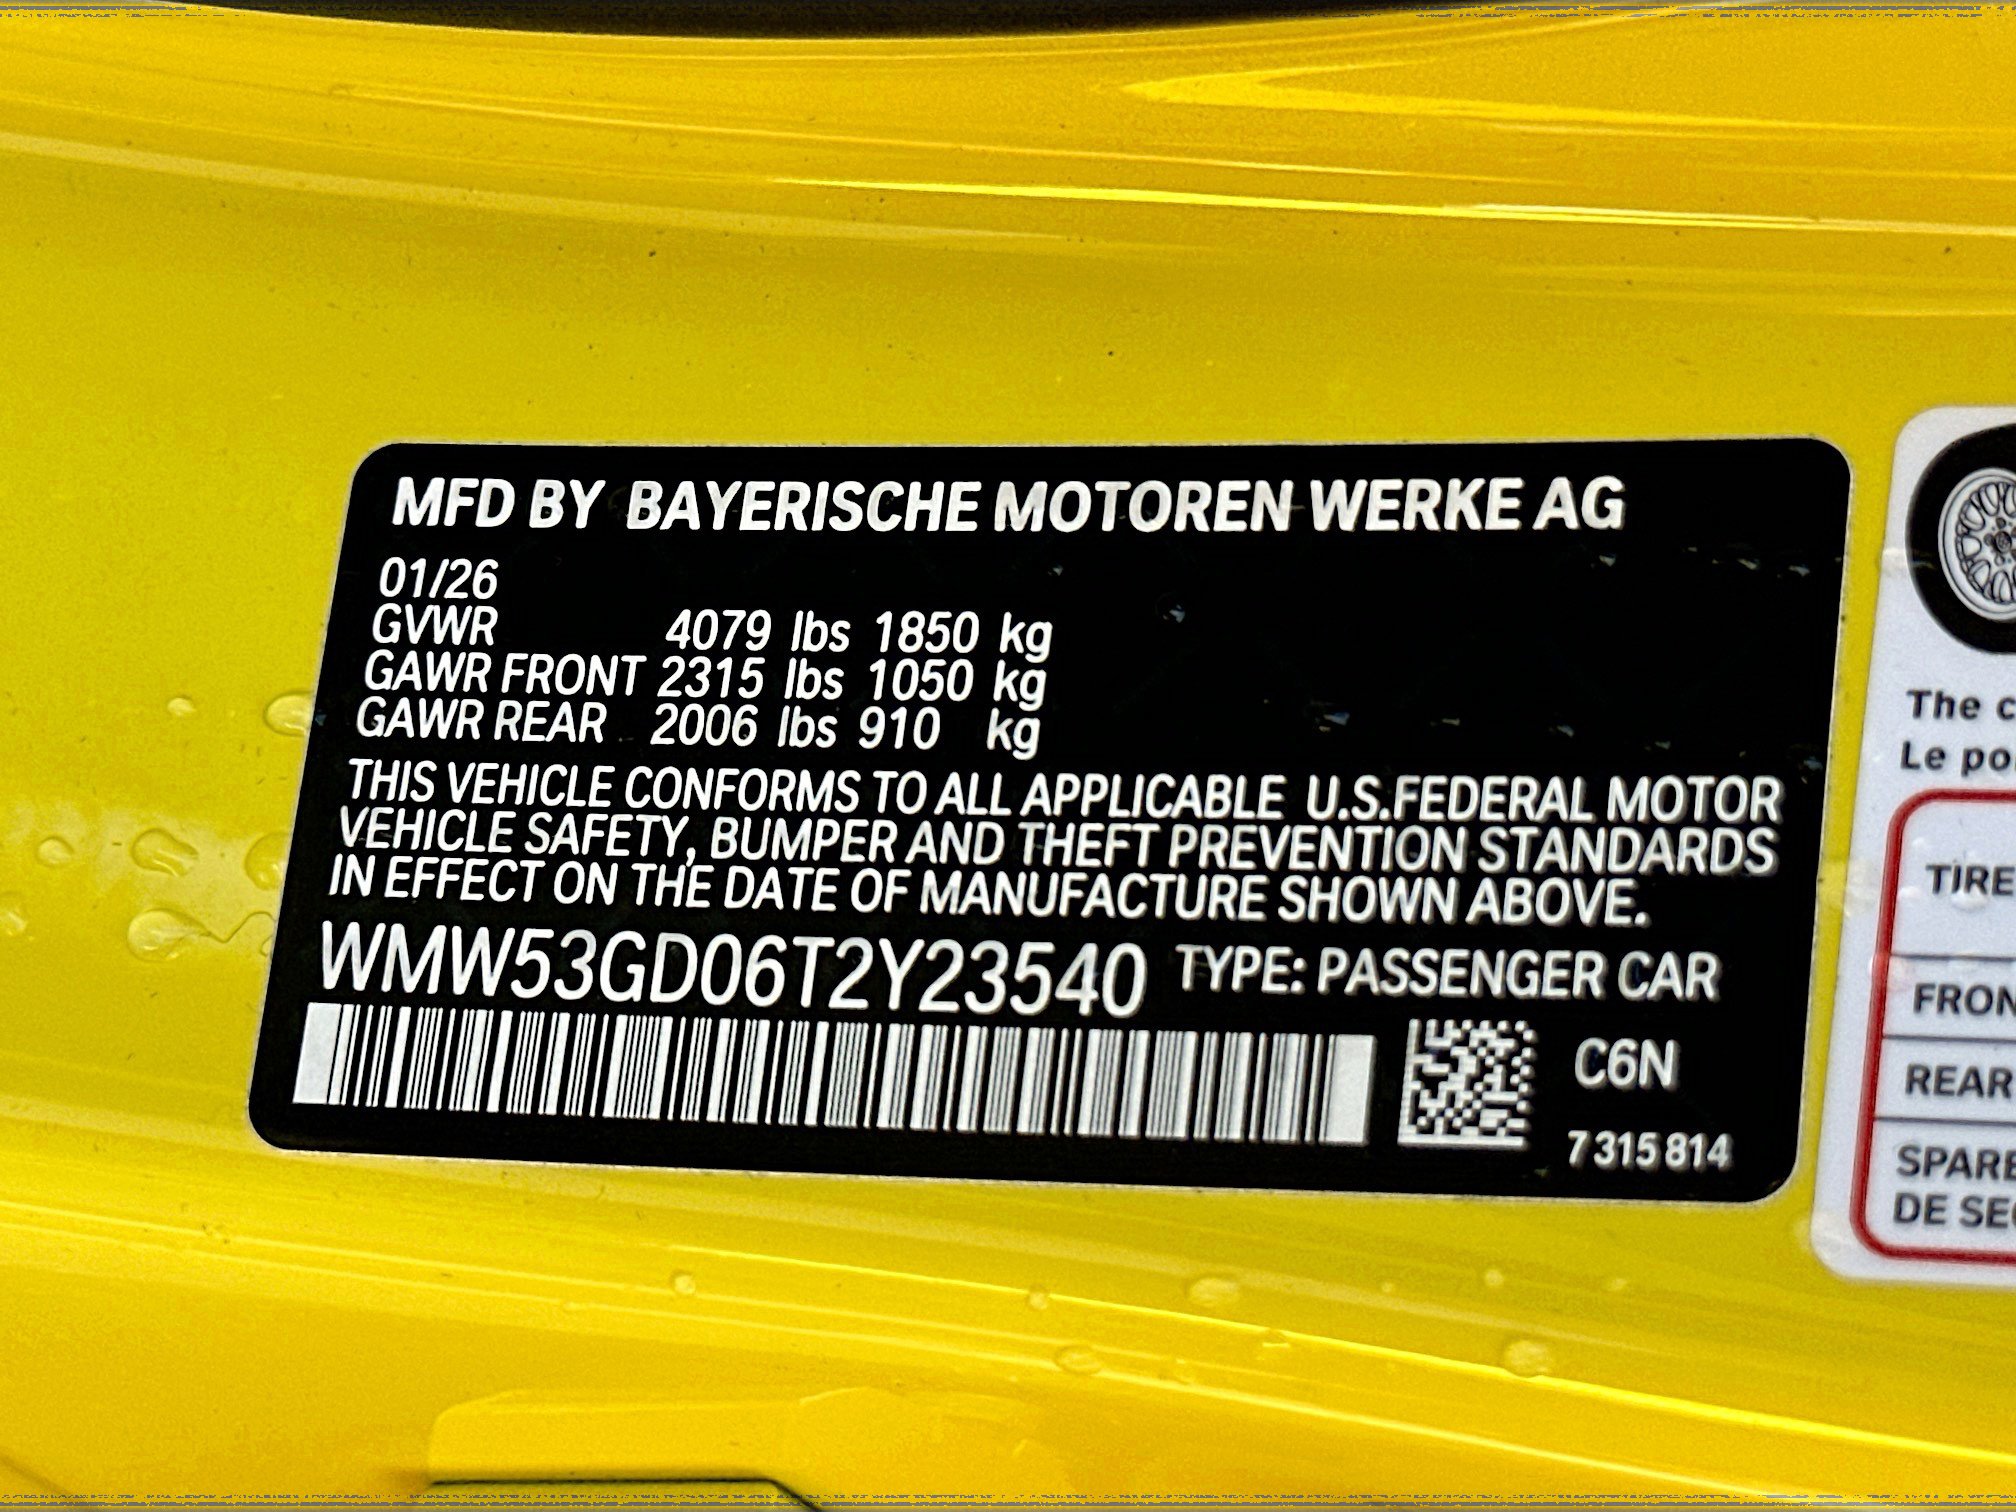 MFD BY BAYERISCHE MOTOREN WERKE AG
01/26
GVWR 4079 lbs 1850 kg
GAWR FRONT 2315 lbs 1050 kg
GAWR REAR 2006 lbs 910 kg
THIS VEHICLE CONFORMS TO ALL APPLICABLE U.S.FEDERAL MOTOR
VEHICLE SAFETY, BUMPER AND THEFT PREVENTION STANDARDS
IN EFFECT ON THE DATE OF MANUFACTURE SHOWN ABOVE.
WMW53GD06T2Y23540 TYPE: PASSENGER CAR
C6N
7 315 814
The
Le
TIRE
REAR
DE